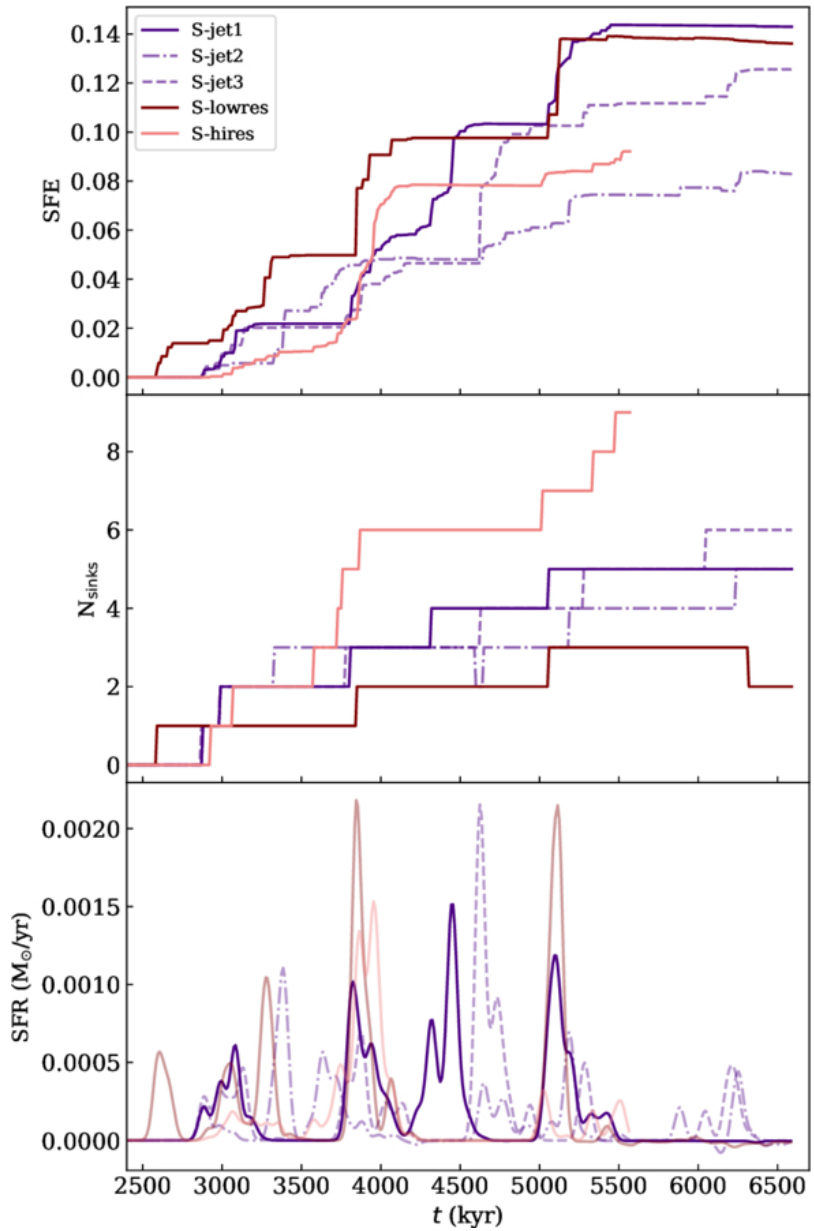 0.14
0.12
0.10
0.08
0.06
0.04
0.02
0.00
SFE
S-jet1
S-jet2
S-jet3
S-lowres
S-hires
8
6
4
2
0
N_sinks
0.0020
0.0015
0.0010
0.0005
0.0000
SFR (M⊙/yr)
2500 3000 3500 4000 4500 5000 5500 6000 6500
t (kyr)